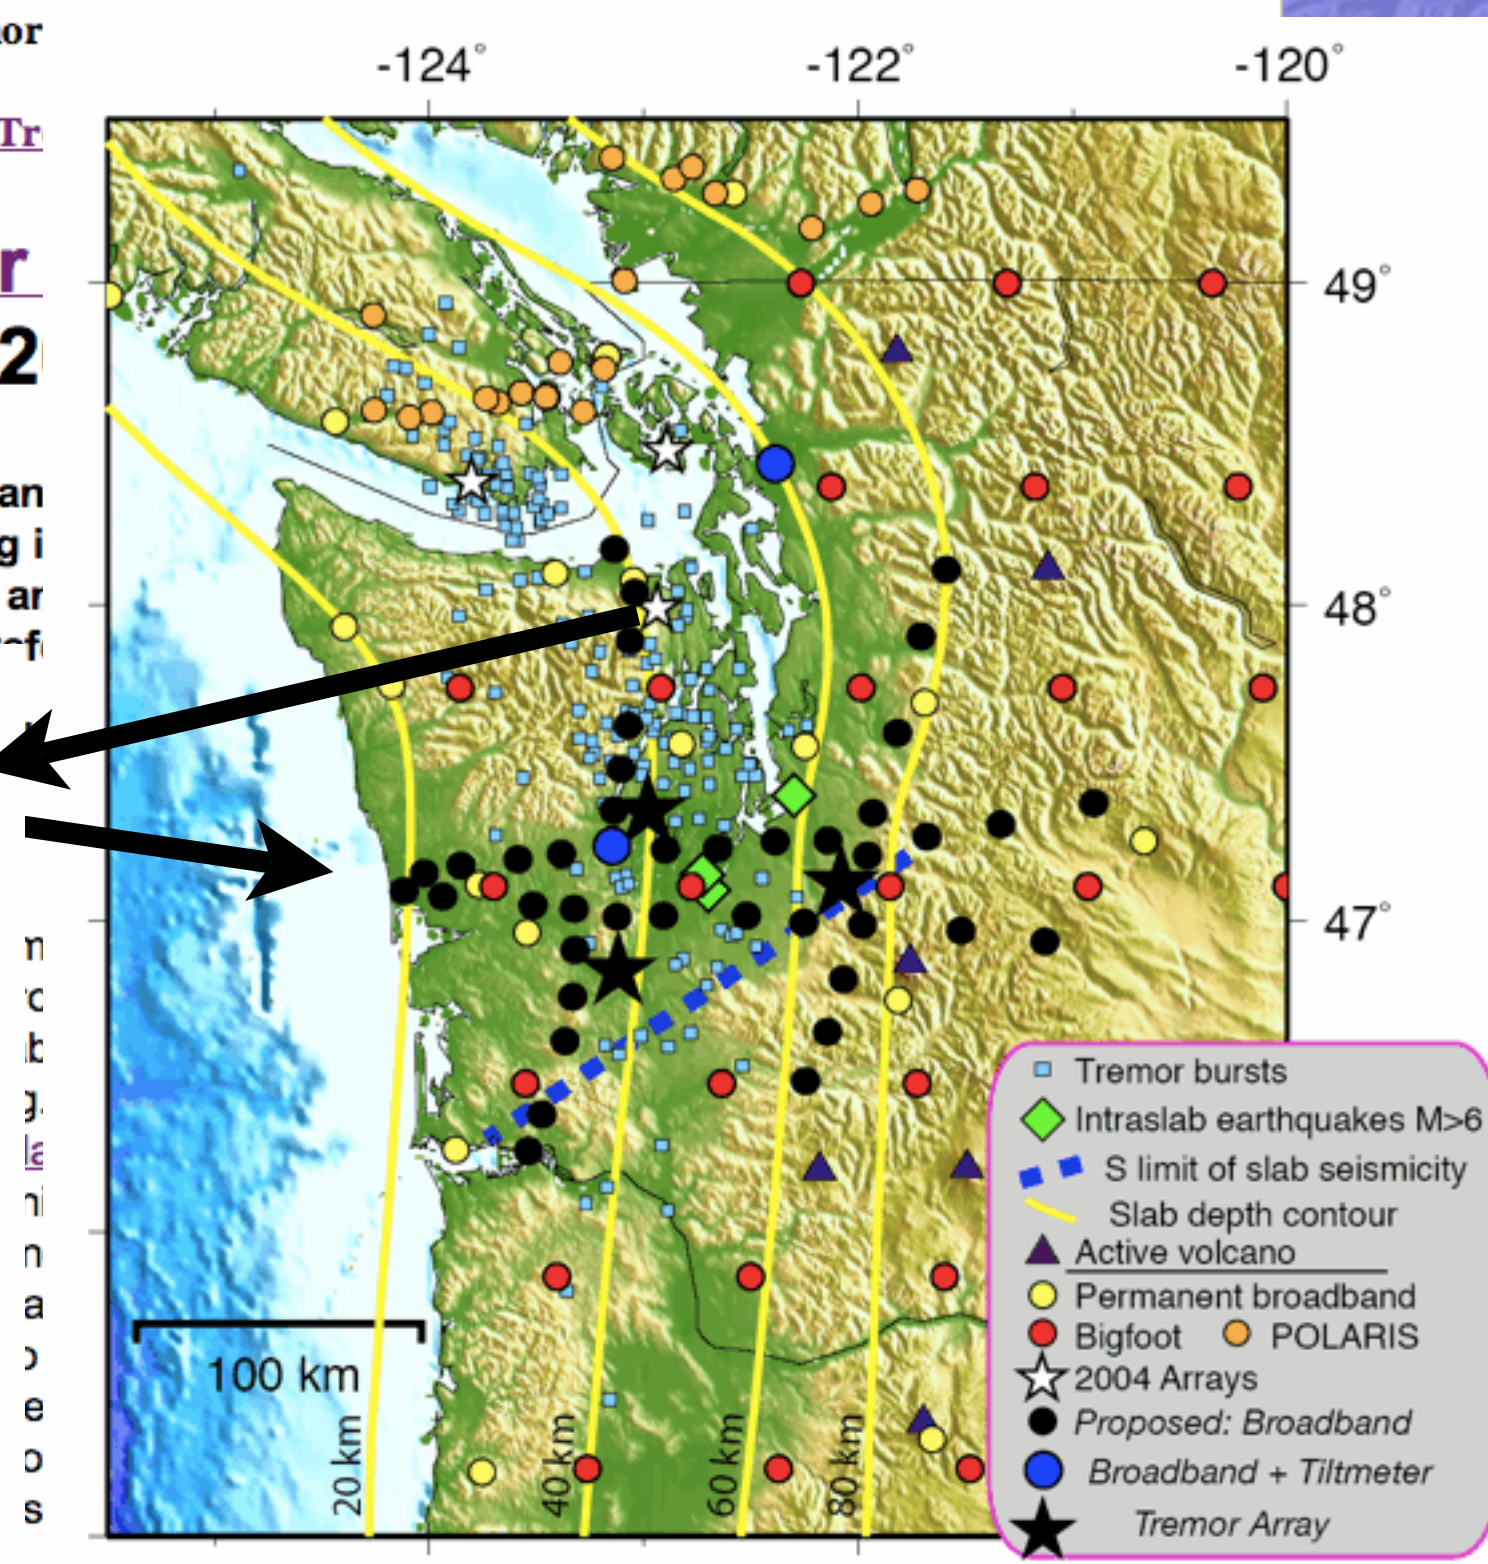 -124°
-122°
-120°
49°
48°
47°
Tremor bursts
Intraslab earthquakes M>6
S limit of slab seismicity
Slab depth contour
Active volcano
Permanent broadband
Bigfoot POLARIS
2004 Arrays
Proposed: Broadband
Broadband + Tiltmeter
Tremor Array
100 km
20 km
40 km
60 km
80 km